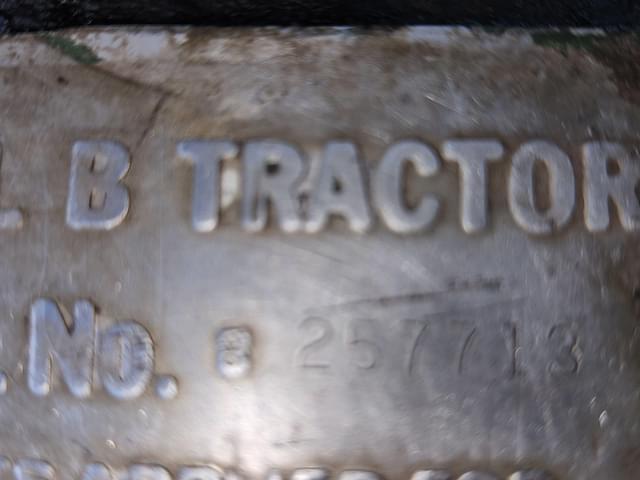 L B TRACTOR
. No. B 257713